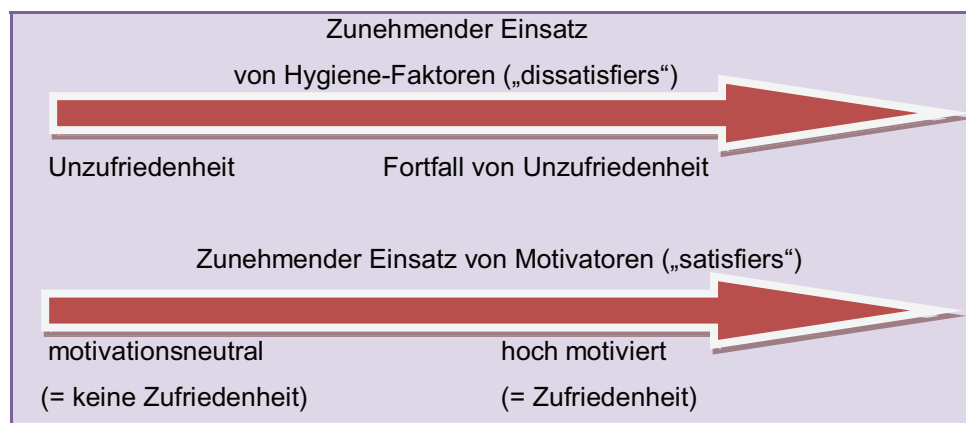 Zunehmender Einsatz
von Hygiene-Faktoren („dissatisfiers“)
Unzufriedenheit Fortfall von Unzufriedenheit
Zunehmender Einsatz von Motivatoren („satisfiers“)
motivationsneutral hoch motiviert
(= keine Zufriedenheit) (= Zufriedenheit)